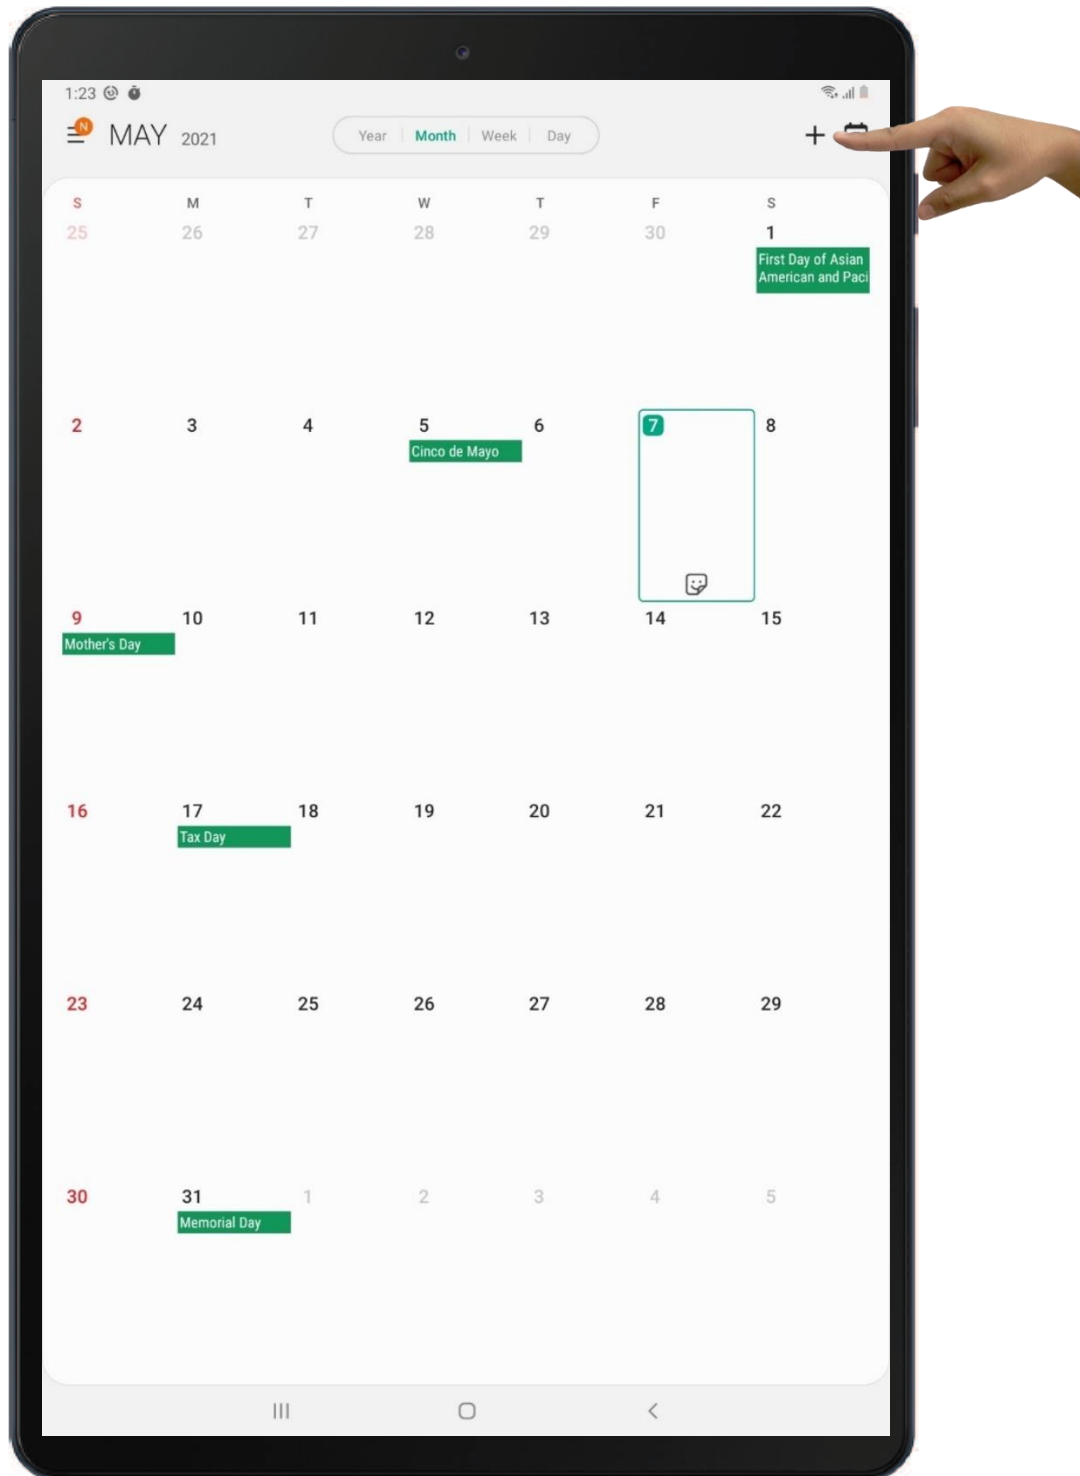 1:23
N
MAY 2021
Year Month Week Day
S M T W T F S
25 26 27 28 29 30 1
First Day of Asian
American and Paci
2 3 4 5 6 7 8
Cinco de Mayo
9 10 11 12 13 14 15
Mother's Day
16 17 18 19 20 21 22
Tax Day
23 24 25 26 27 28 29
30 31 1 2 3 4 5
Memorial Day